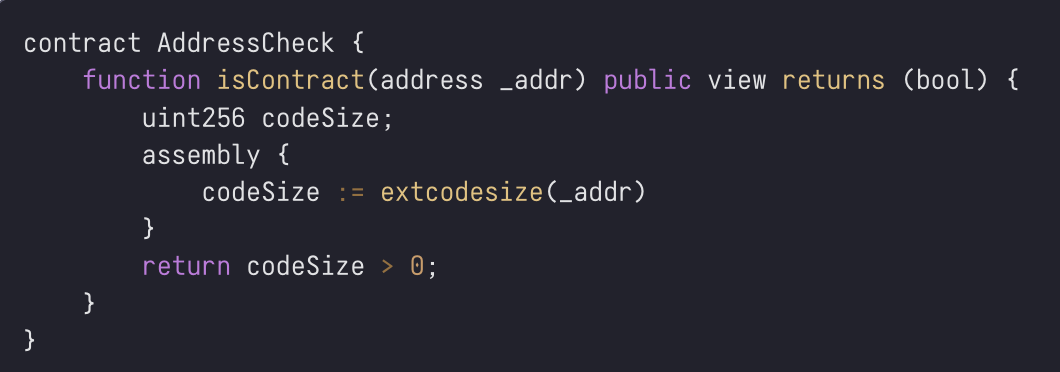 contract AddressCheck {
    function isContract(address _addr) public view returns (bool) {
        uint256 codeSize;
        assembly {
            codeSize := extcodesize(_addr)
        }
        return codeSize > 0;
    }
}